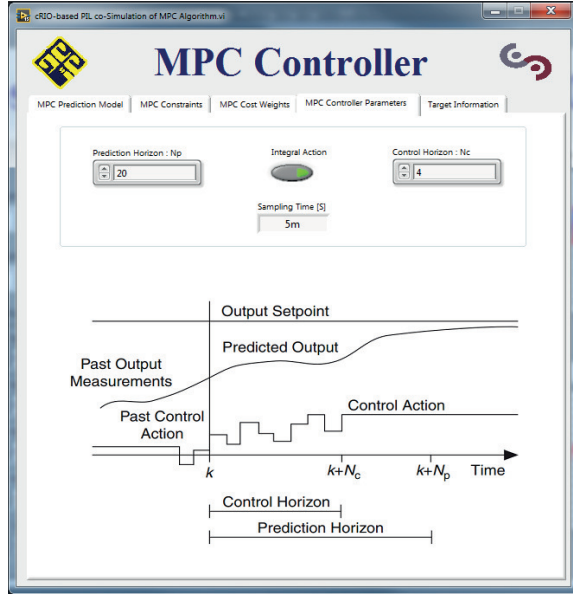 cRIO-based PIL co-Simulation of MPC Algorithm.vi
MPC Controller
MPC Prediction Model
MPC Constraints
MPC Cost Weights
MPC Controller Parameters
Target Information
Prediction Horizon : Np
Integral Action
Control Horizon : Nc
20
4
Sampling Time [S]
5m
Output Setpoint
Predicted Output
Past Output
Measurements
Control Action
Past Control
Action
k
k+Nc
k+Np
Time
Control Horizon
Prediction Horizon